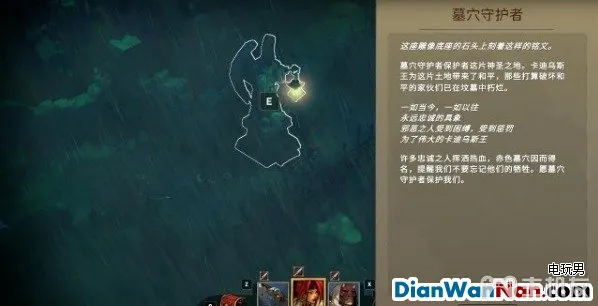 墓穴守护者
这座雕像底座的石头上刻着这样的铭文。
墓穴守护者保护者这片神圣之地。卡迪乌斯
王为这片土地带来了和平，那些打算破坏和
平的家伙们已在坟墓中朽烂。
一如当今，一如以往
永远忠诚的真象
邪恶之人受到困缚，受到惩罚
为了伟大的卡迪乌斯王
许多忠诚之人挥洒热血，赤色墓穴因而得
名，提醒我们不要忘记他们的牺牲。愿墓穴
守护者保护我们。
E
Z
X
电玩男
DianWanNan.com